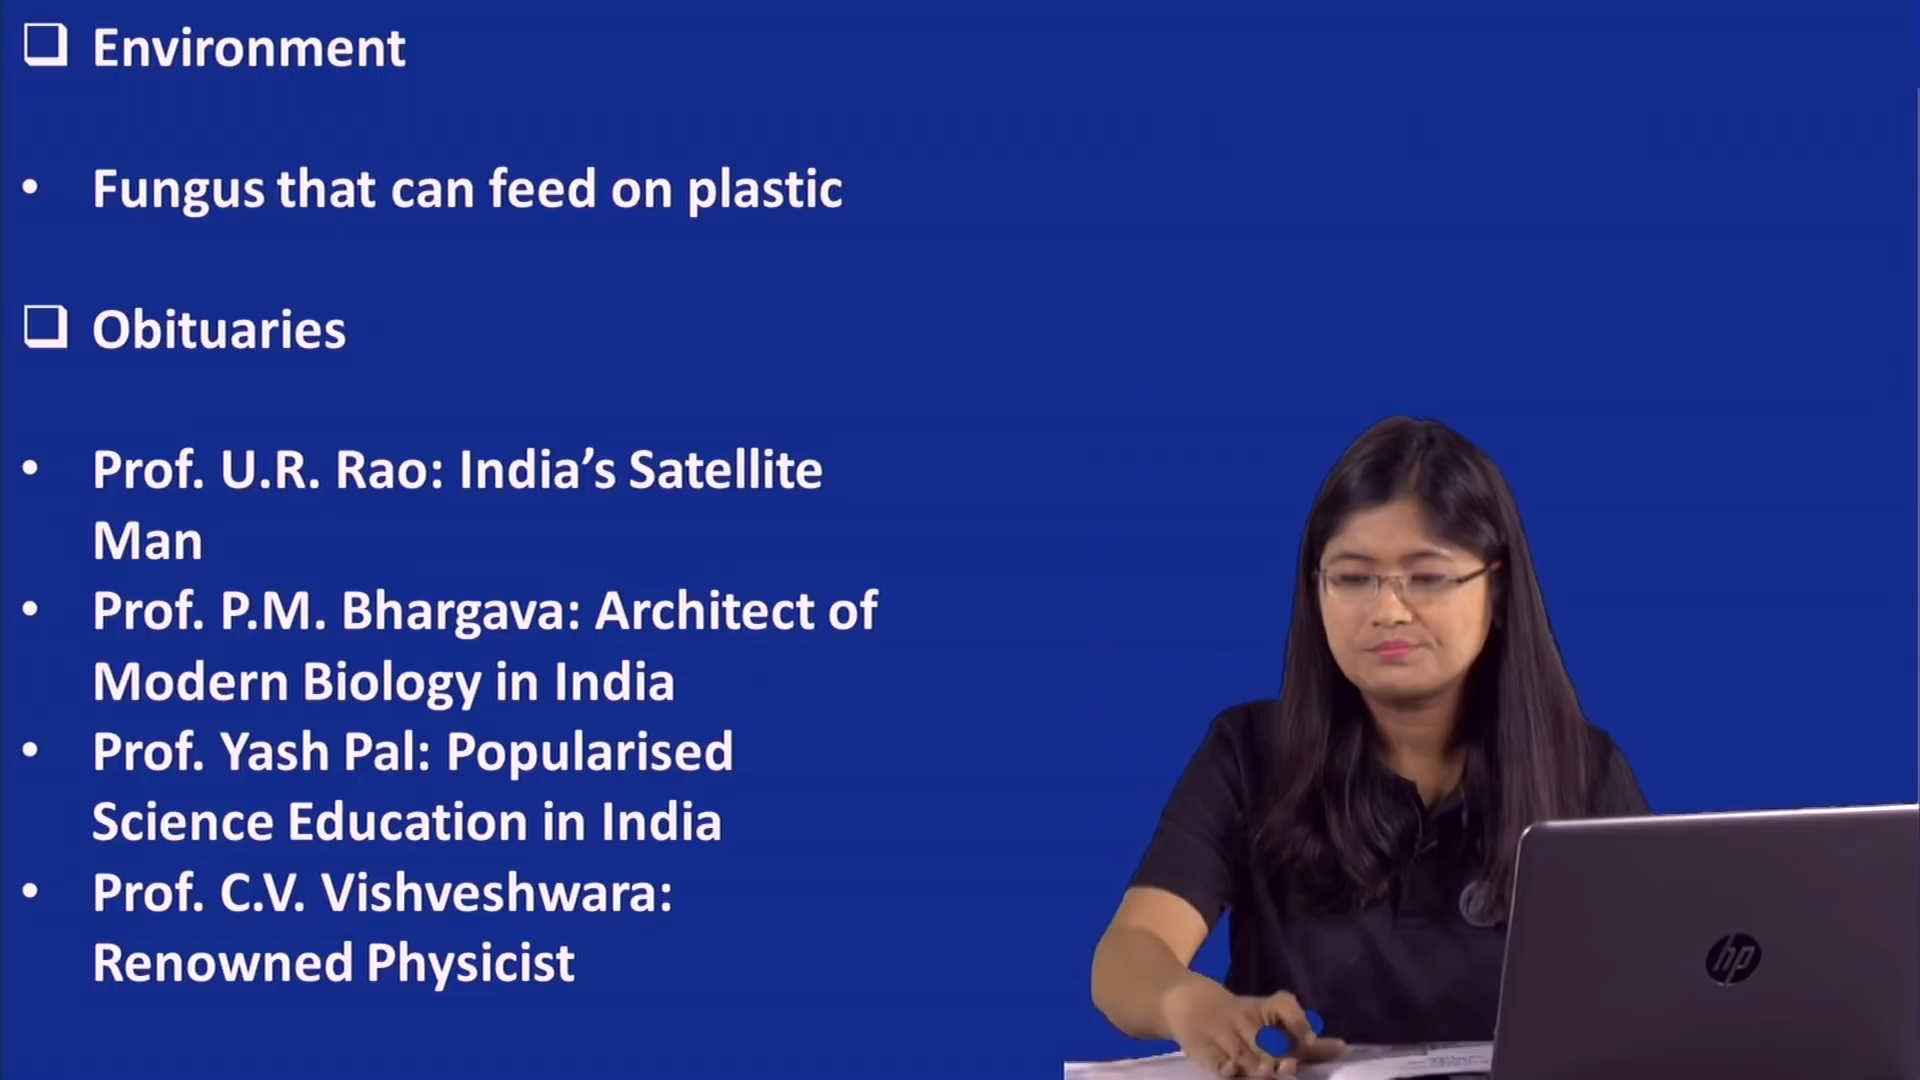 ❑ Environment
• Fungus that can feed on plastic
❑ Obituaries
• Prof. U.R. Rao: India’s Satellite
Man
• Prof. P.M. Bhargava: Architect of
Modern Biology in India
• Prof. Yash Pal: Popularised
Science Education in India
• Prof. C.V. Vishveshwara:
Renowned Physicist
hp